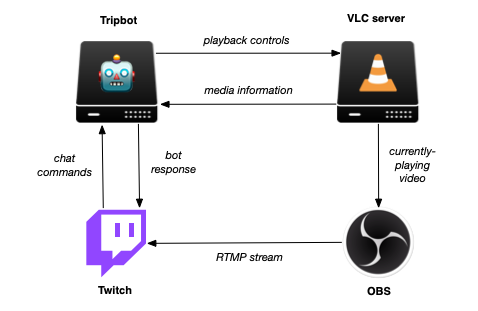 Tripbot
VLC server
playback controls
media information
chat
commands
bot
response
currently-
playing
video
RTMP stream
Twitch
OBS